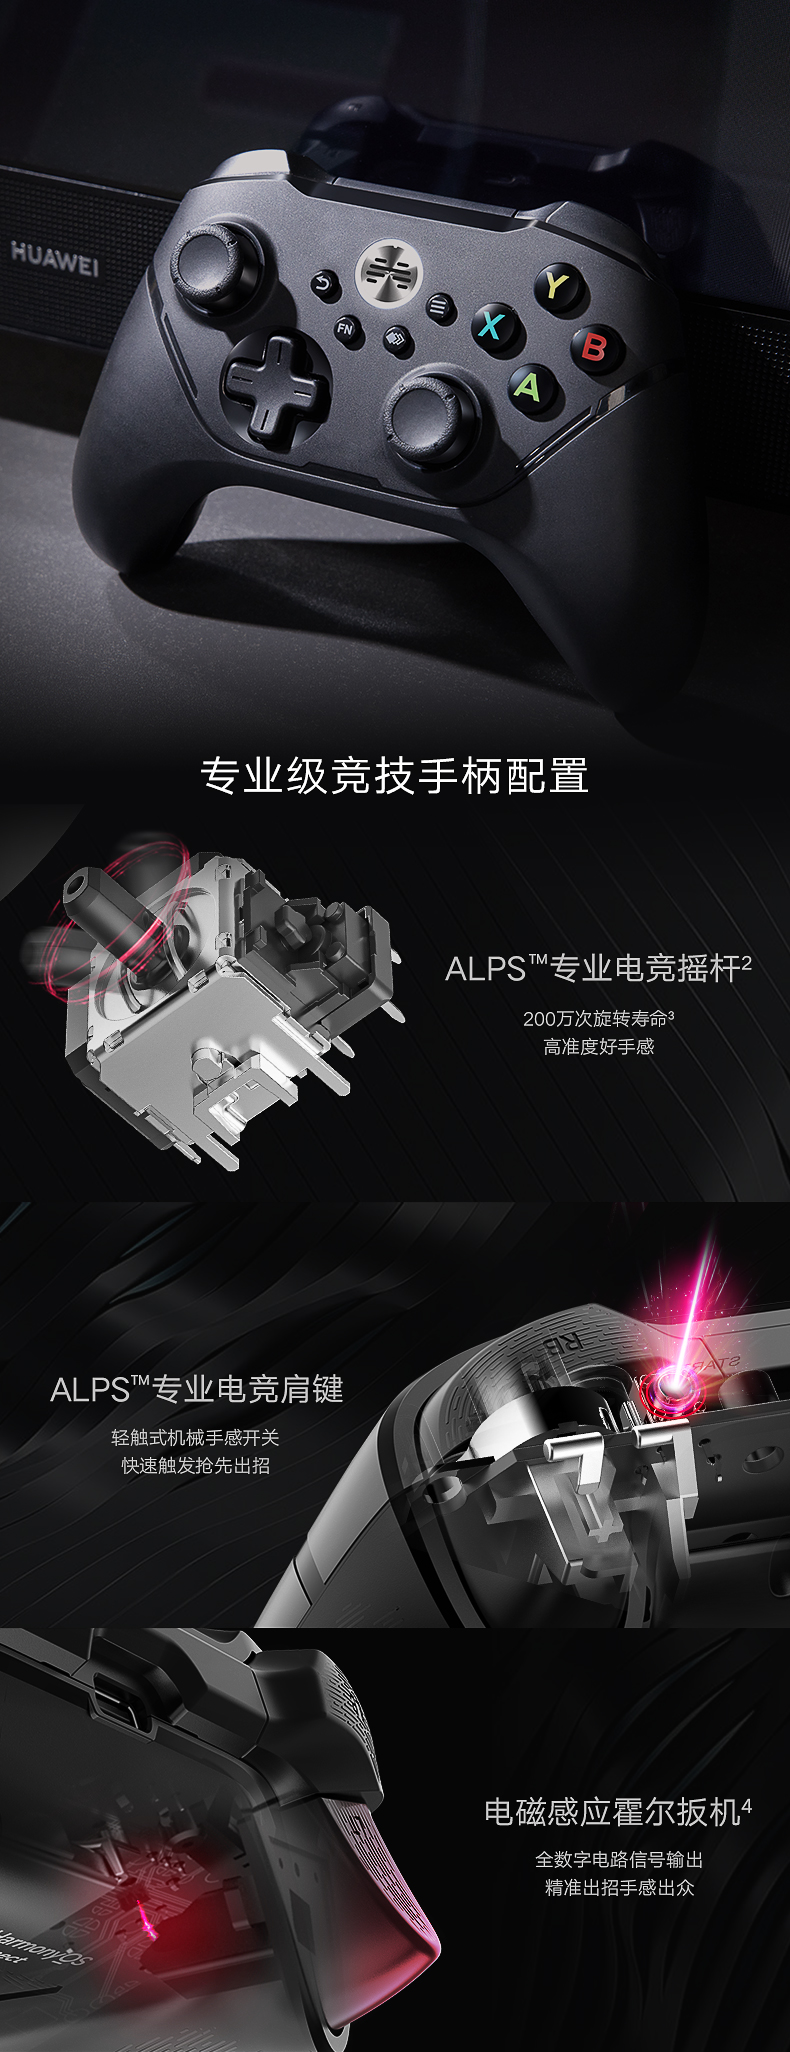 HUAWEI
FN
Y
X
B
A
专业级竞技手柄配置
ALPS™专业电竞摇杆²
200万次旋转寿命³
高准度好手感
RB
START
ALPS™专业电竞肩键
轻触式机械手感开关
快速触发抢先出招
电磁感应霍尔扳机⁴
全数字电路信号输出
精准出招手感出众
HarmonyOS